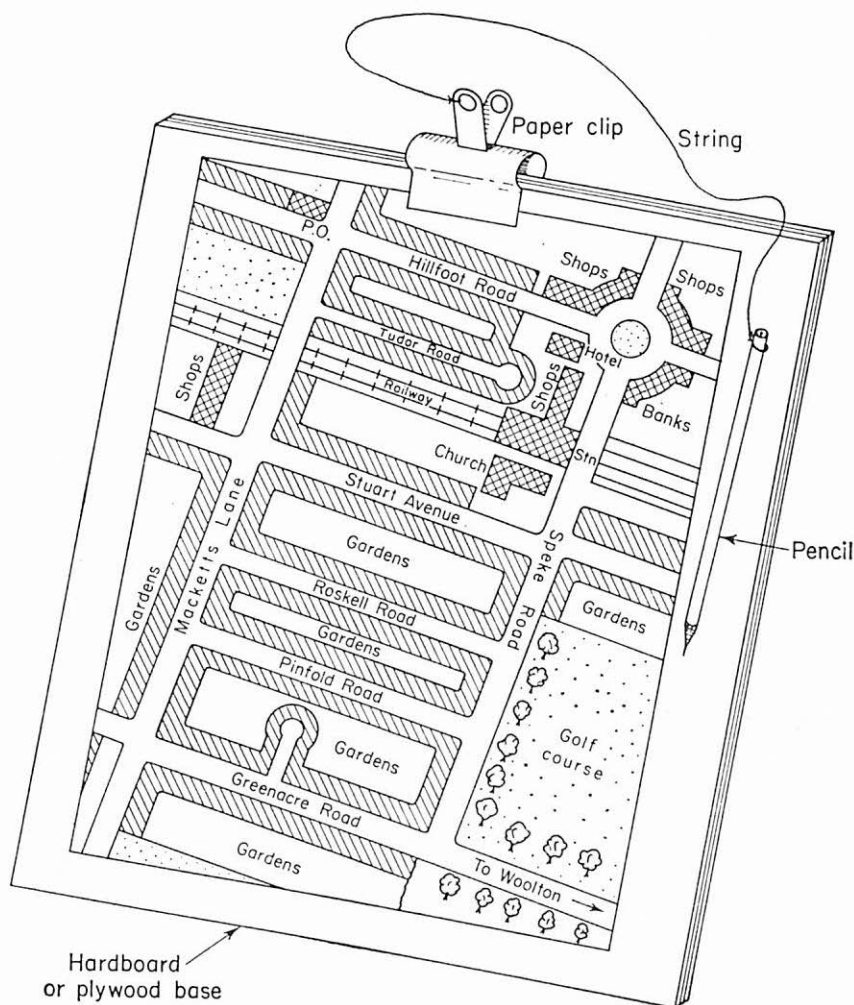 Paper clip
String
P.O.
Hillfoot Road
Shops
Shops
Tudor Road
Hotel
Shops
Railway
Shops
Banks
Church
Stn
Stuart Avenue
Macketts Lane
Speke Road
Pencil
Gardens
Gardens
Roskell Road
Gardens
Gardens
Pinfold Road
Golf
course
Gardens
Greenacre Road
Gardens
To Woolton
Hardboard
or plywood base